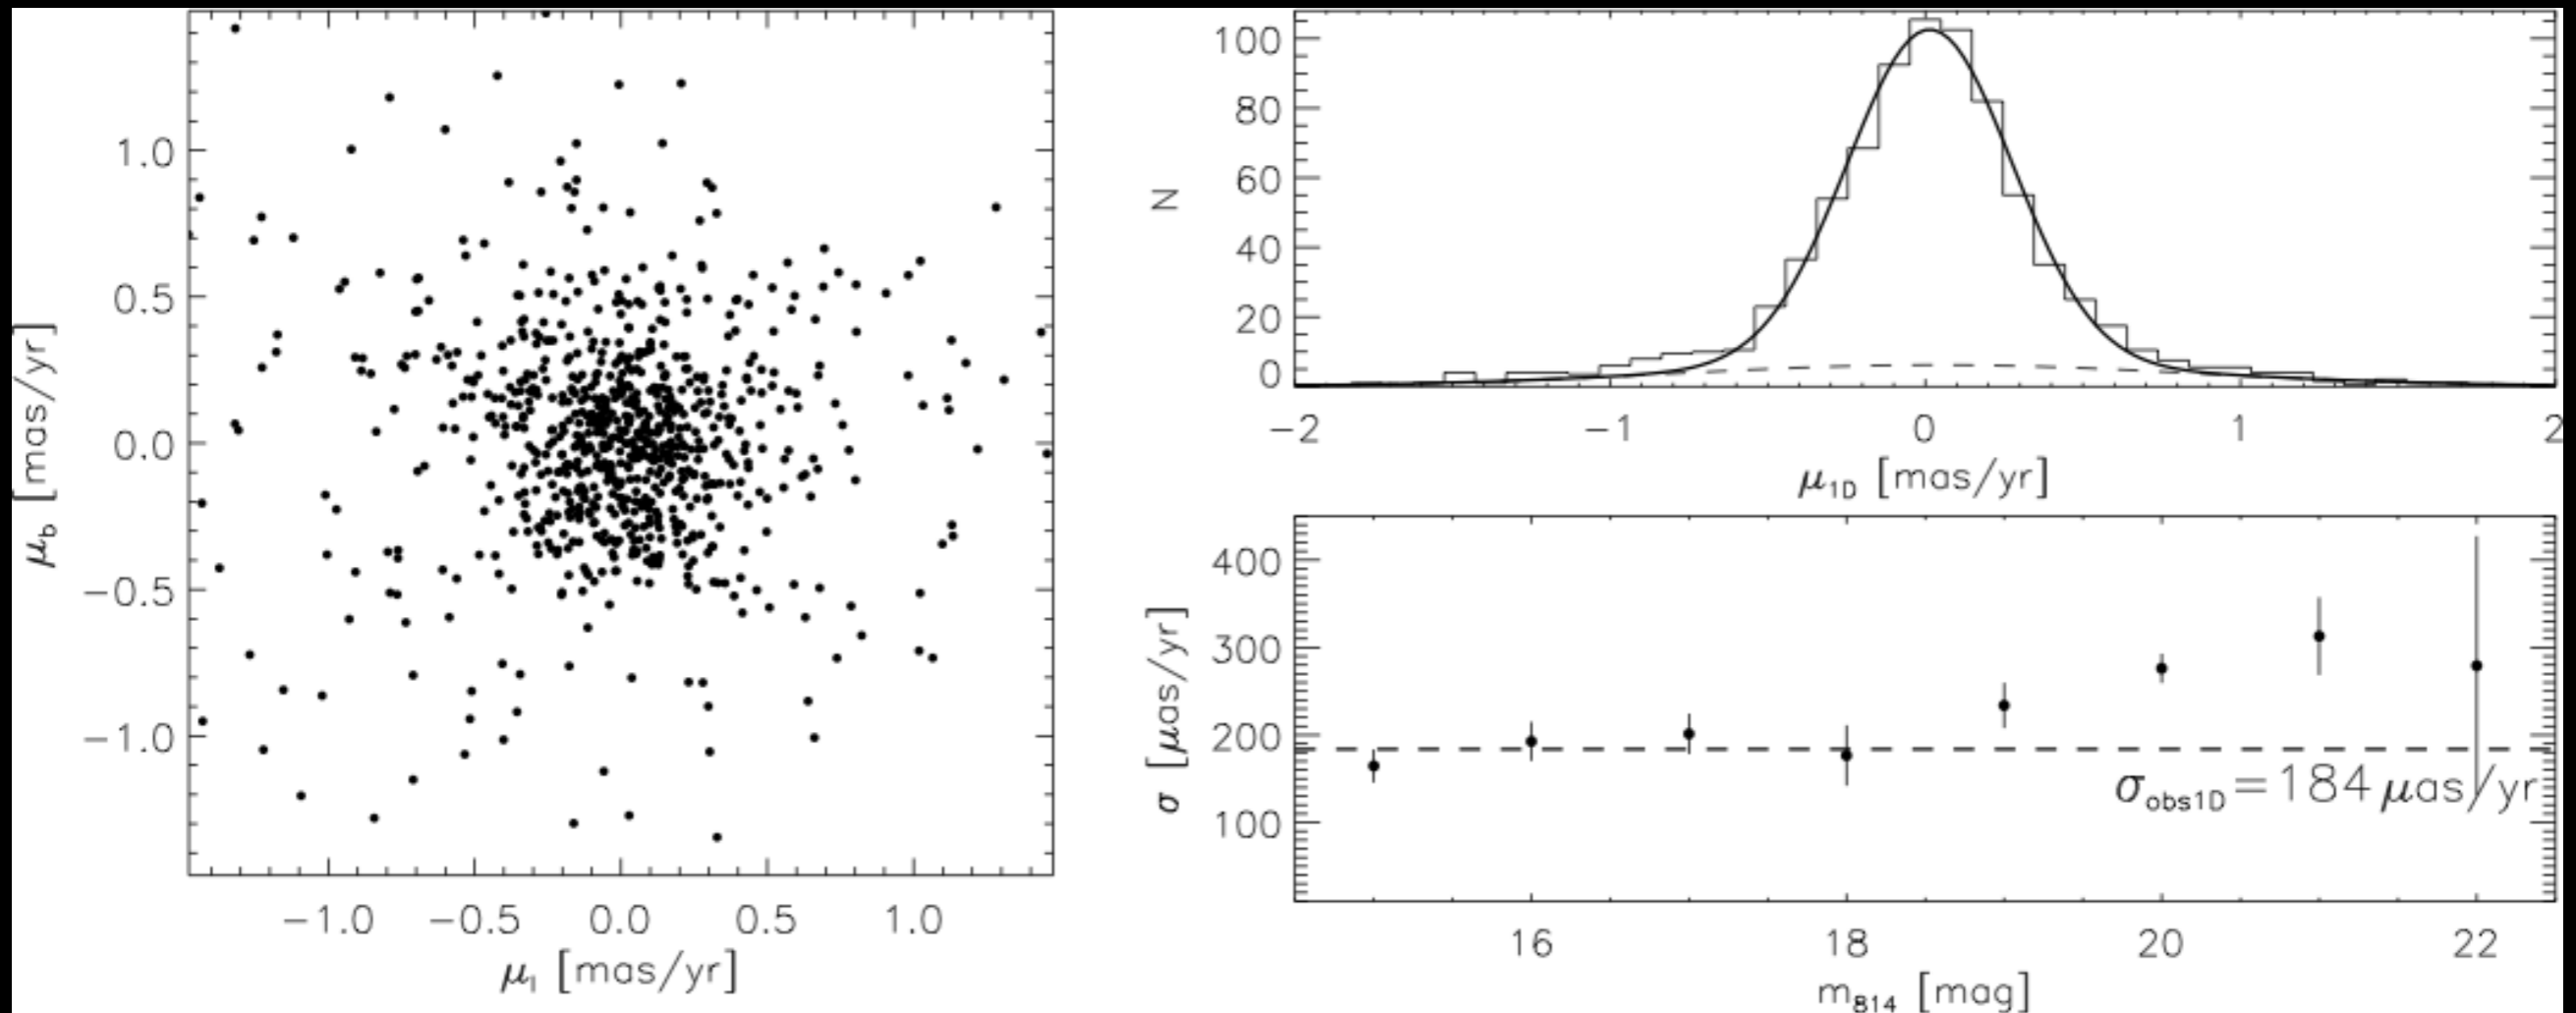 μb [mas/yr]
1.0
0.5
0.0
−0.5
−1.0
−1.0 −0.5 0.0 0.5 1.0
μl [mas/yr]
N
100
80
60
40
20
0
−2 −1 0 1 2
μ1D [mas/yr]
σ [μas/yr]
400
300
200
100
σobs1D=184 μas/yr
16 18 20 22
m814 [mag]